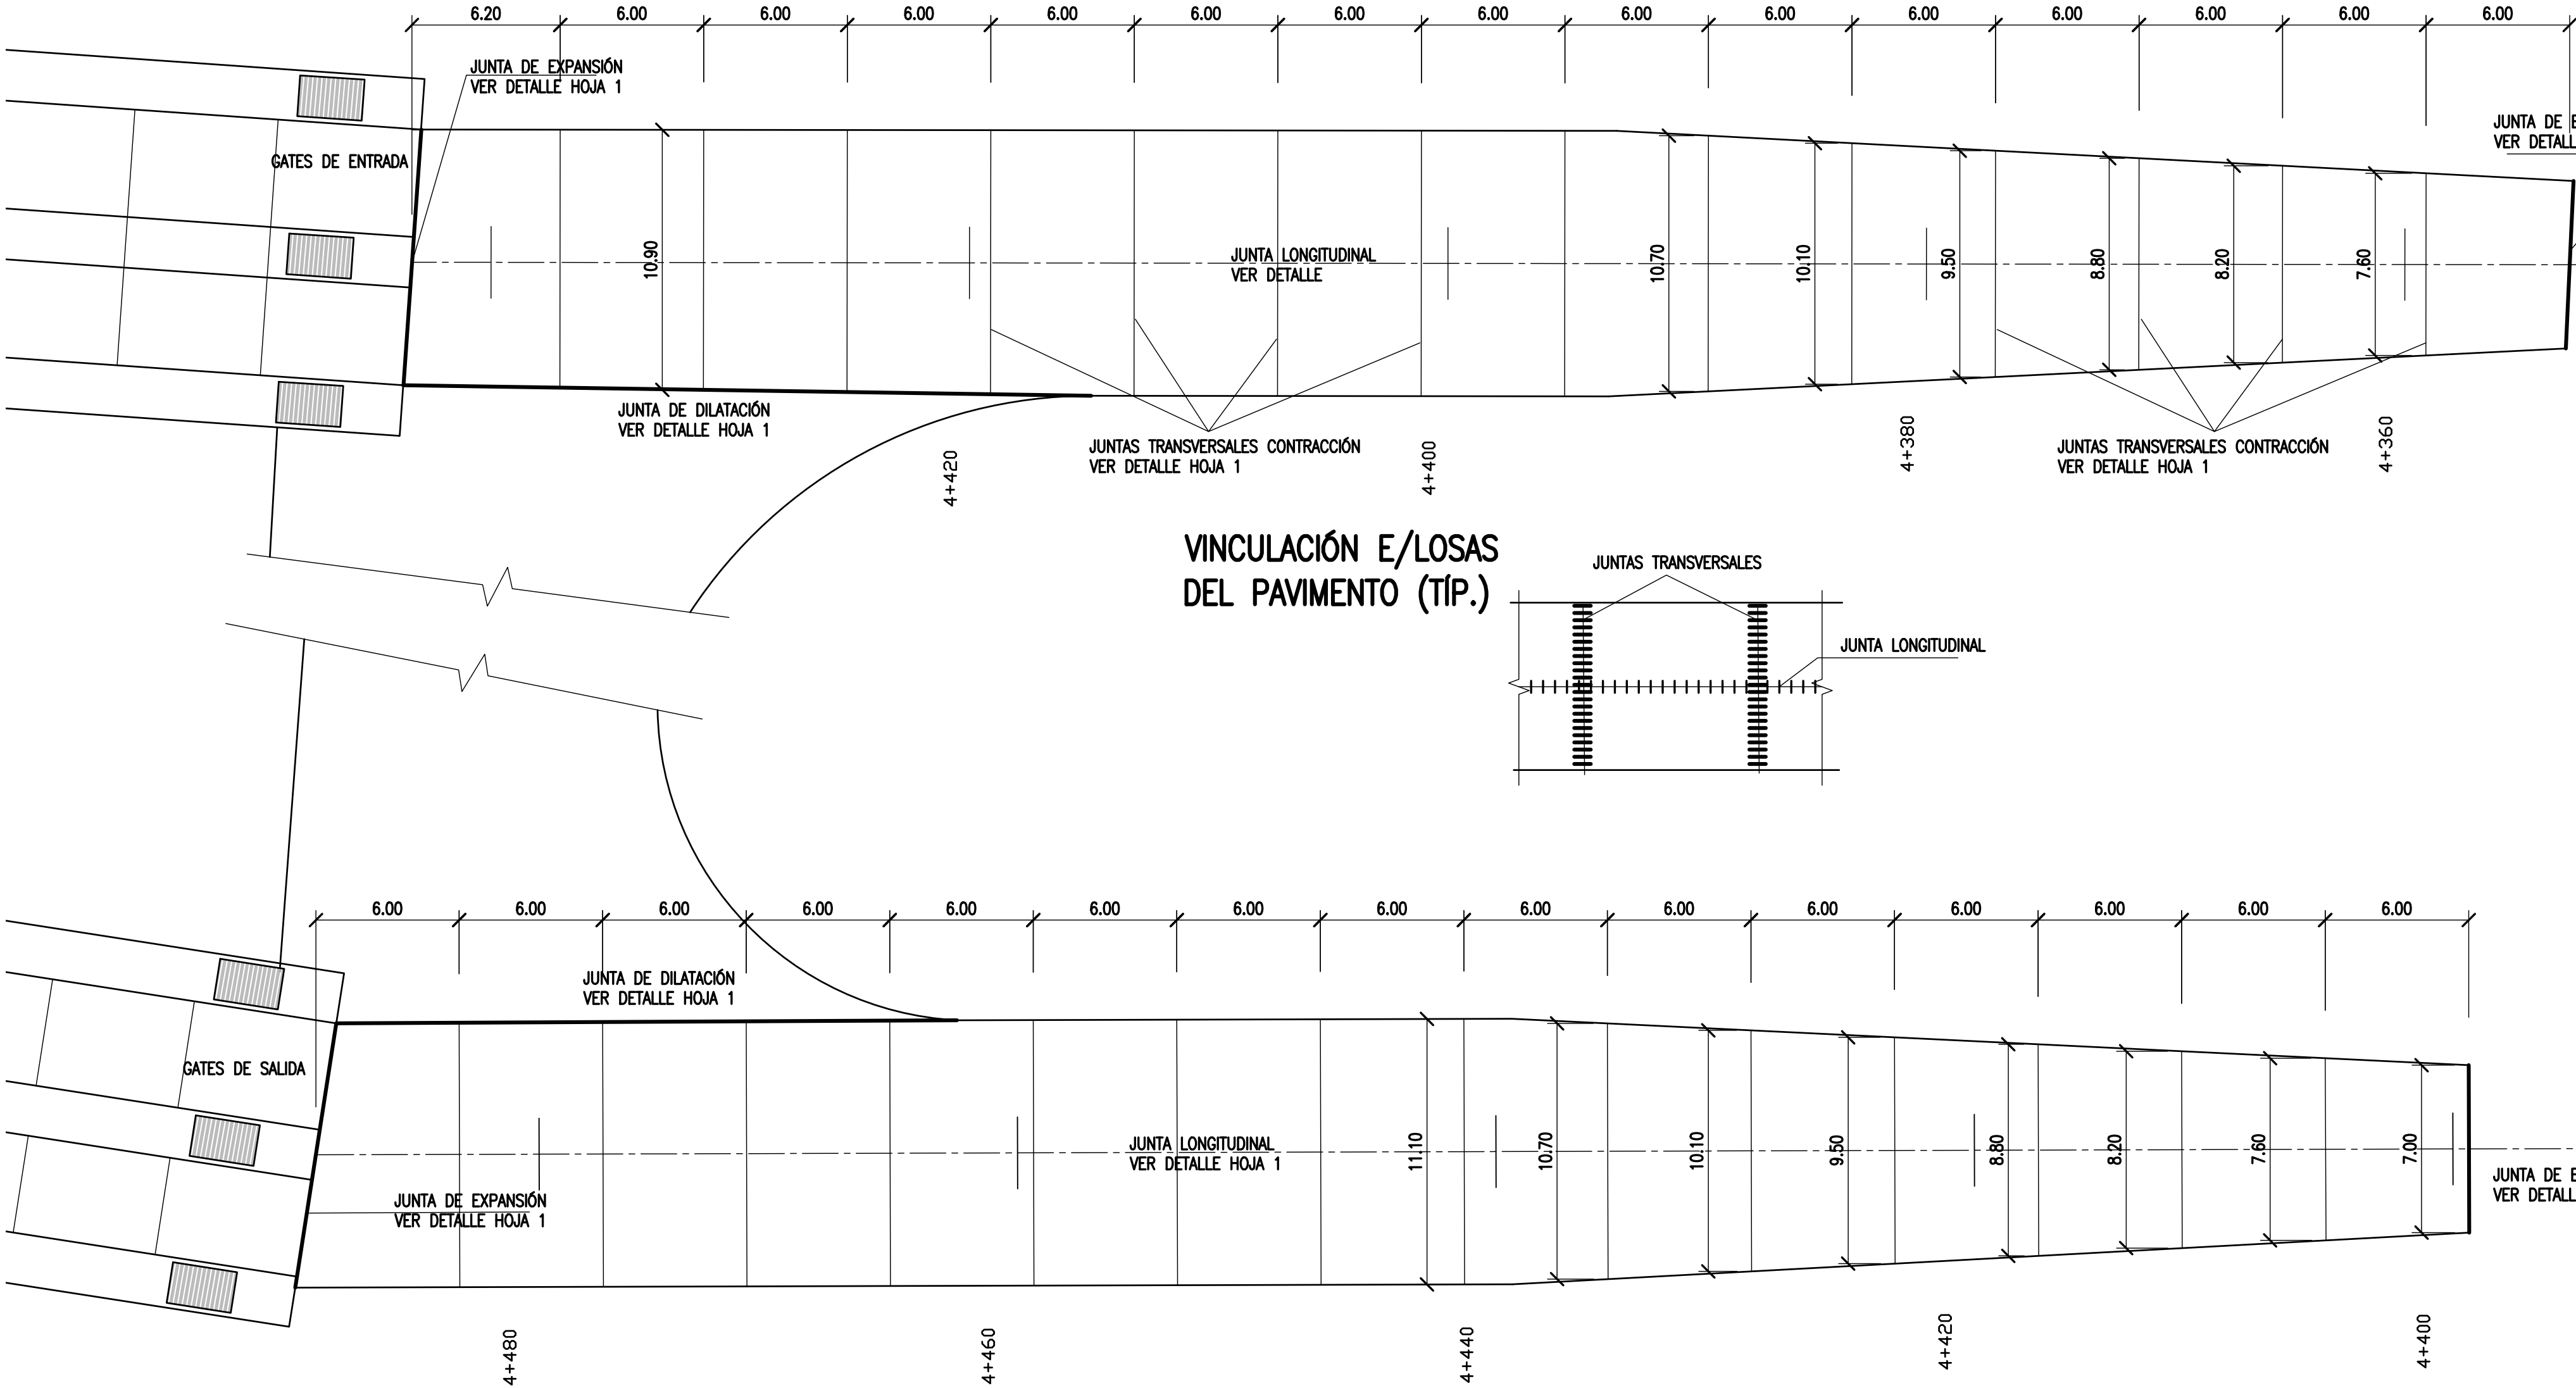 6.20 6.00 6.00 6.00 6.00 6.00 6.00 6.00 6.00 6.00 6.00 6.00 6.00 6.00 6.00
JUNTA DE EXPANSIÓN
VER DETALLE HOJA 1
JUNTA DE E
VER DETALL
GATES DE ENTRADA
10.90
JUNTA LONGITUDINAL
VER DETALLE
10.70
10.10
9.50
8.80
8.20
7.60
JUNTA DE DILATACIÓN
VER DETALLE HOJA 1
JUNTAS TRANSVERSALES CONTRACCIÓN
VER DETALLE HOJA 1
JUNTAS TRANSVERSALES CONTRACCIÓN
VER DETALLE HOJA 1
4+420
4+400
4+380
4+360
VINCULACIÓN E/LOSAS
DEL PAVIMENTO (TÍP.)
JUNTAS TRANSVERSALES
JUNTA LONGITUDINAL
6.00 6.00 6.00 6.00 6.00 6.00 6.00 6.00 6.00 6.00 6.00 6.00 6.00 6.00 6.00
JUNTA DE DILATACIÓN
VER DETALLE HOJA 1
GATES DE SALIDA
JUNTA LONGITUDINAL
VER DETALLE HOJA 1
11.10
10.70
10.10
9.50
8.80
8.20
7.60
7.00
JUNTA DE E
VER DETALL
JUNTA DE EXPANSIÓN
VER DETALLE HOJA 1
4+480
4+460
4+440
4+420
4+400